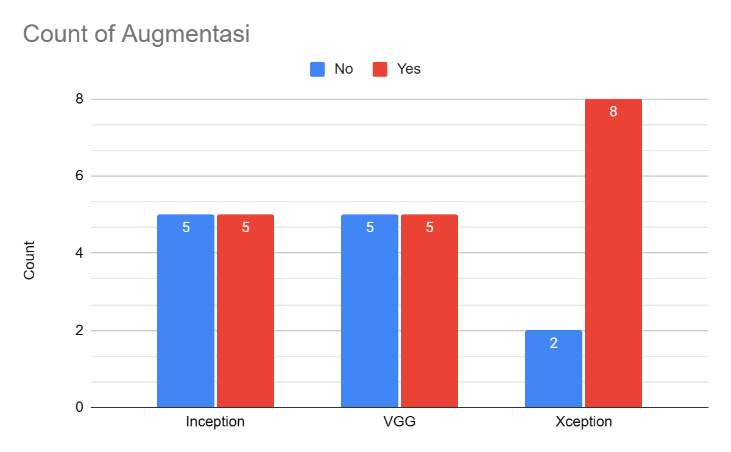 Count of Augmentasi
No Yes
8
6
4
2
0
Count
5 5 5 5 2 8
Inception VGG Xception